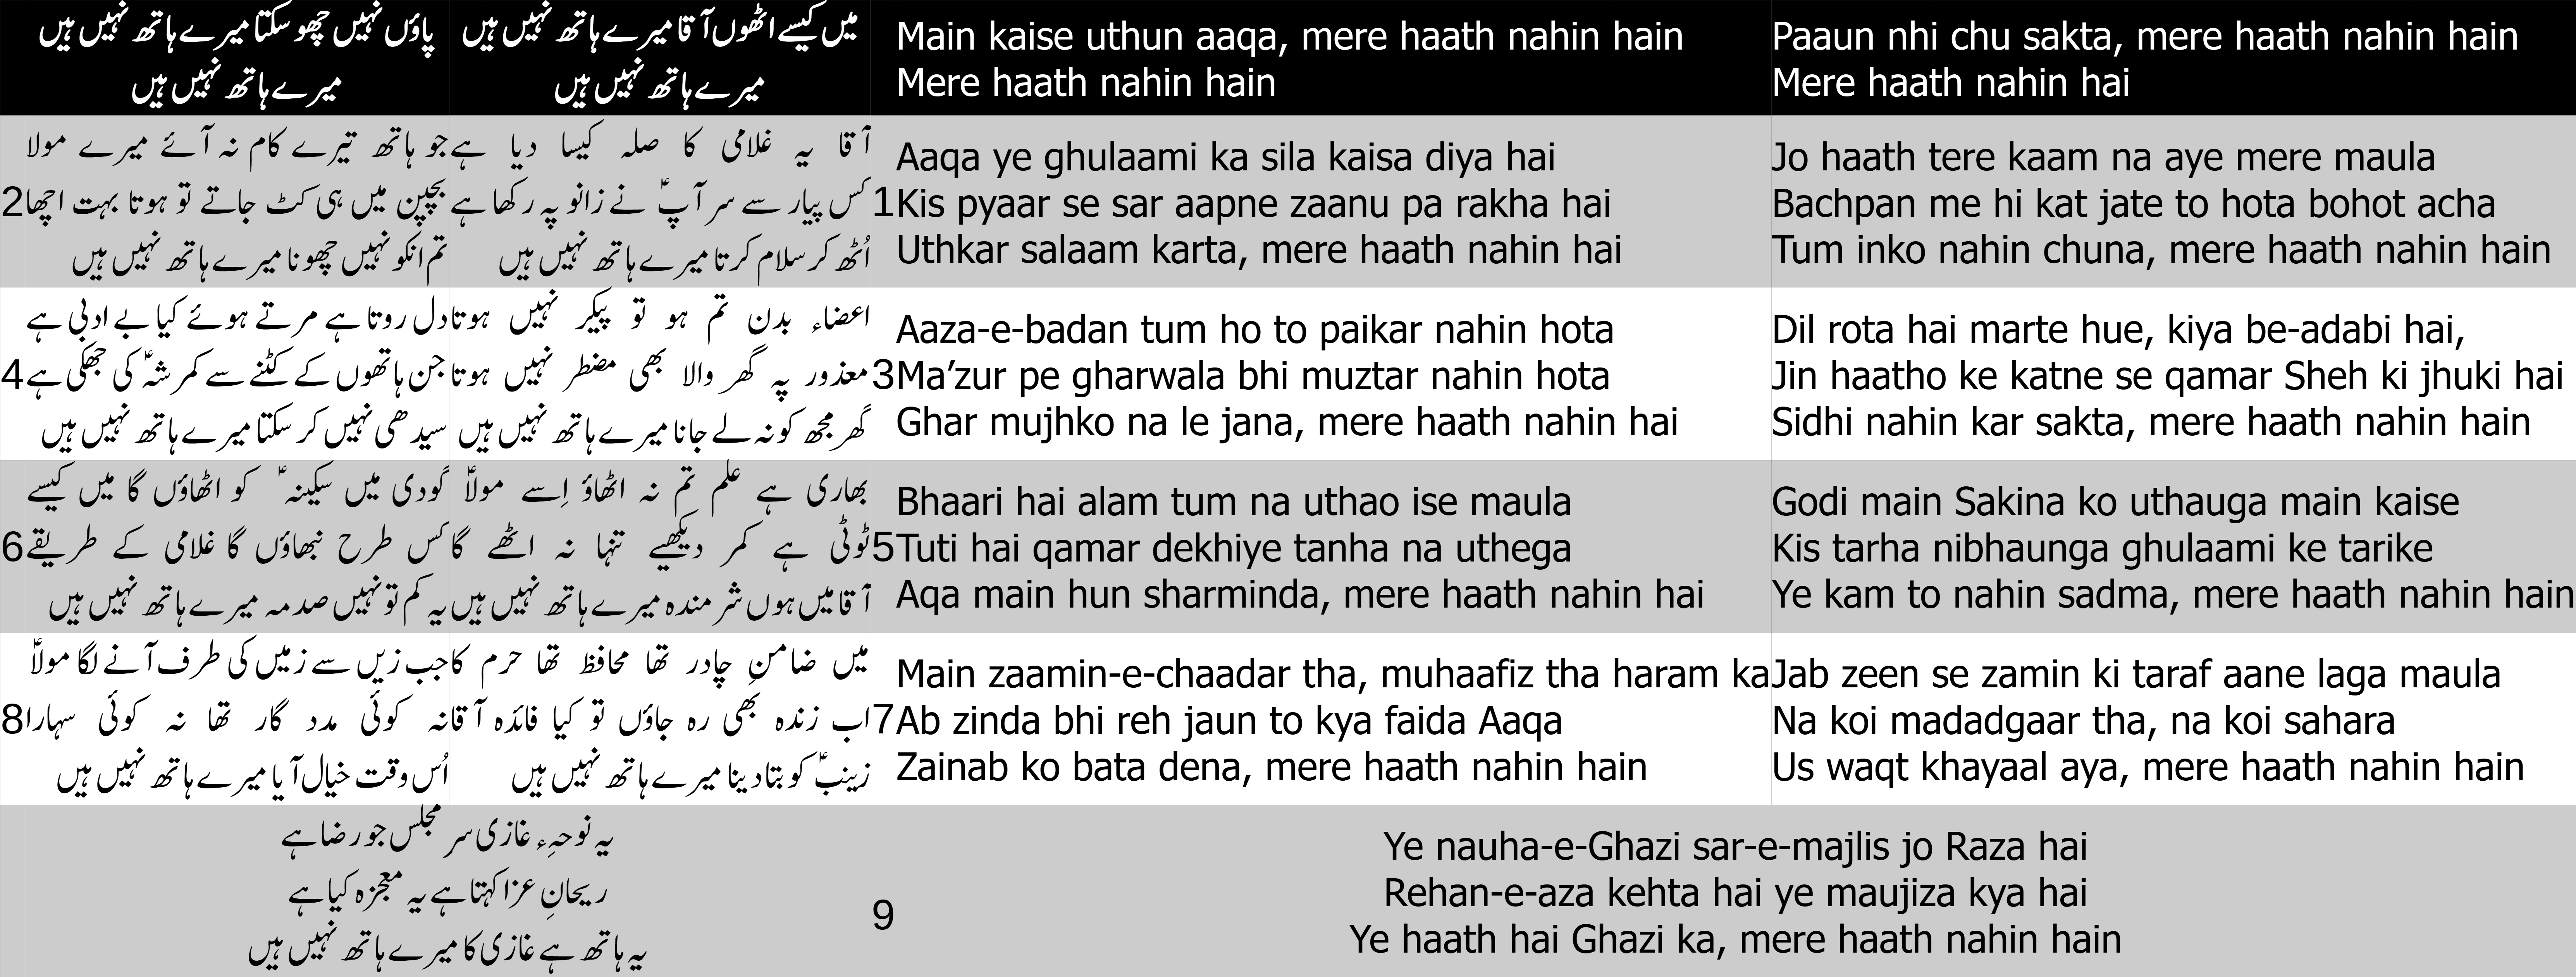 میں کیسے اٹھوں آقا میرے ہاتھ نہیں ہیں
میرے ہاتھ نہیں ہیں
پاؤں نہیں چھو سکتا میرے ہاتھ نہیں ہیں
میرے ہاتھ نہیں ہیں
Main kaise uthun aaqa, mere haath nahin hain
Mere haath nahin hain
Paaun nhi chu sakta, mere haath nahin hain
Mere haath nahin hai
1
آقا یہ غلامی کا صلہ کیسا دیا ہے
کس پیار سے سر آپؑ نے زانو پہ رکھا ہے
اُٹھ کر سلام کرتا میرے ہاتھ نہیں ہیں
2
جو ہاتھ تیرے کام نہ آئے میرے مولا
بچپن میں ہی کٹ جاتے تو ہوتا بہت اچھا
تم انکو نہیں چھونا میرے ہاتھ نہیں ہیں
Aaqa ye ghulaami ka sila kaisa diya hai
Kis pyaar se sar aapne zaanu pa rakha hai
Uthkar salaam karta, mere haath nahin hai
Jo haath tere kaam na aye mere maula
Bachpan me hi kat jate to hota bohot acha
Tum inko nahin chuna, mere haath nahin hain
3
اعضاء بدن تم ہو تو پیکر نہیں ہوتا
معذور پہ گھر والا بھی مضطر نہیں ہوتا
گھر مجھ کو نہ لے جانا میرے ہاتھ نہیں ہیں
4
دل روتا ہے مرتے ہوئے کیا بے ادبی ہے
جن ہاتھوں کے کٹنے سے کمر شہؑ کی جھکی ہے
سیدھی نہیں کر سکتا میرے ہاتھ نہیں ہیں
Aaza-e-badan tum ho to paikar nahin hota
Ma’zur pe gharwala bhi muztar nahin hota
Ghar mujhko na le jana, mere haath nahin hai
Dil rota hai marte hue, kiya be-adabi hai,
Jin haatho ke katne se qamar Sheh ki jhuki hai
Sidhi nahin kar sakta, mere haath nahin hain
5
بھاری ہے علم تم نہ اٹھاؤ اِسے مولاؑ
ٹوٹی ہے کمر دیکھیے تنہا نہ اٹھے گا
آقا میں ہوں شرمندہ میرے ہاتھ نہیں ہیں
6
گودی میں سکینہؑ کو اٹھاؤں گا میں کیسے
کس طرح نبھاؤں گا غلامی کے طریقے
یہ کم تو نہیں صدمہ میرے ہاتھ نہیں ہیں
Bhaari hai alam tum na uthao ise maula
Tuti hai qamar dekhiye tanha na uthega
Aqa main hun sharminda, mere haath nahin hai
Godi main Sakina ko uthauga main kaise
Kis tarha nibhaunga ghulaami ke tarike
Ye kam to nahin sadma, mere haath nahin hain
7
میں ضامنِ چادر تھا محافظ تھا حرم کا
اب زندہ بھی رہ جاؤں تو کیا فائدہ آقا
زینبؑ کو بتا دینا میرے ہاتھ نہیں ہیں
8
جب زیں سے زمیں کی طرف آنے لگا مولاؑ
نہ کوئی مدد گار تھا نہ کوئی سہارا
اُس وقت خیال آیا میرے ہاتھ نہیں ہیں
Main zaamin-e-chaadar tha, muhaafiz tha haram ka
Ab zinda bhi reh jaun to kya faida Aaqa
Zainab ko bata dena, mere haath nahin hain
Jab zeen se zamin ki taraf aane laga maula
Na koi madadgaar tha, na koi sahara
Us waqt khayaal aya, mere haath nahin hain
9
یہ نوحہِء غازی سر مجلس جو رضا ہے
ریحانِ عزا کہتا ہے یہ معجزہ کیا ہے
یہ ہاتھ ہے غازی کا میرے ہاتھ نہیں ہیں
Ye nauha-e-Ghazi sar-e-majlis jo Raza hai
Rehan-e-aza kehta hai ye maujiza kya hai
Ye haath hai Ghazi ka, mere haath nahin hain